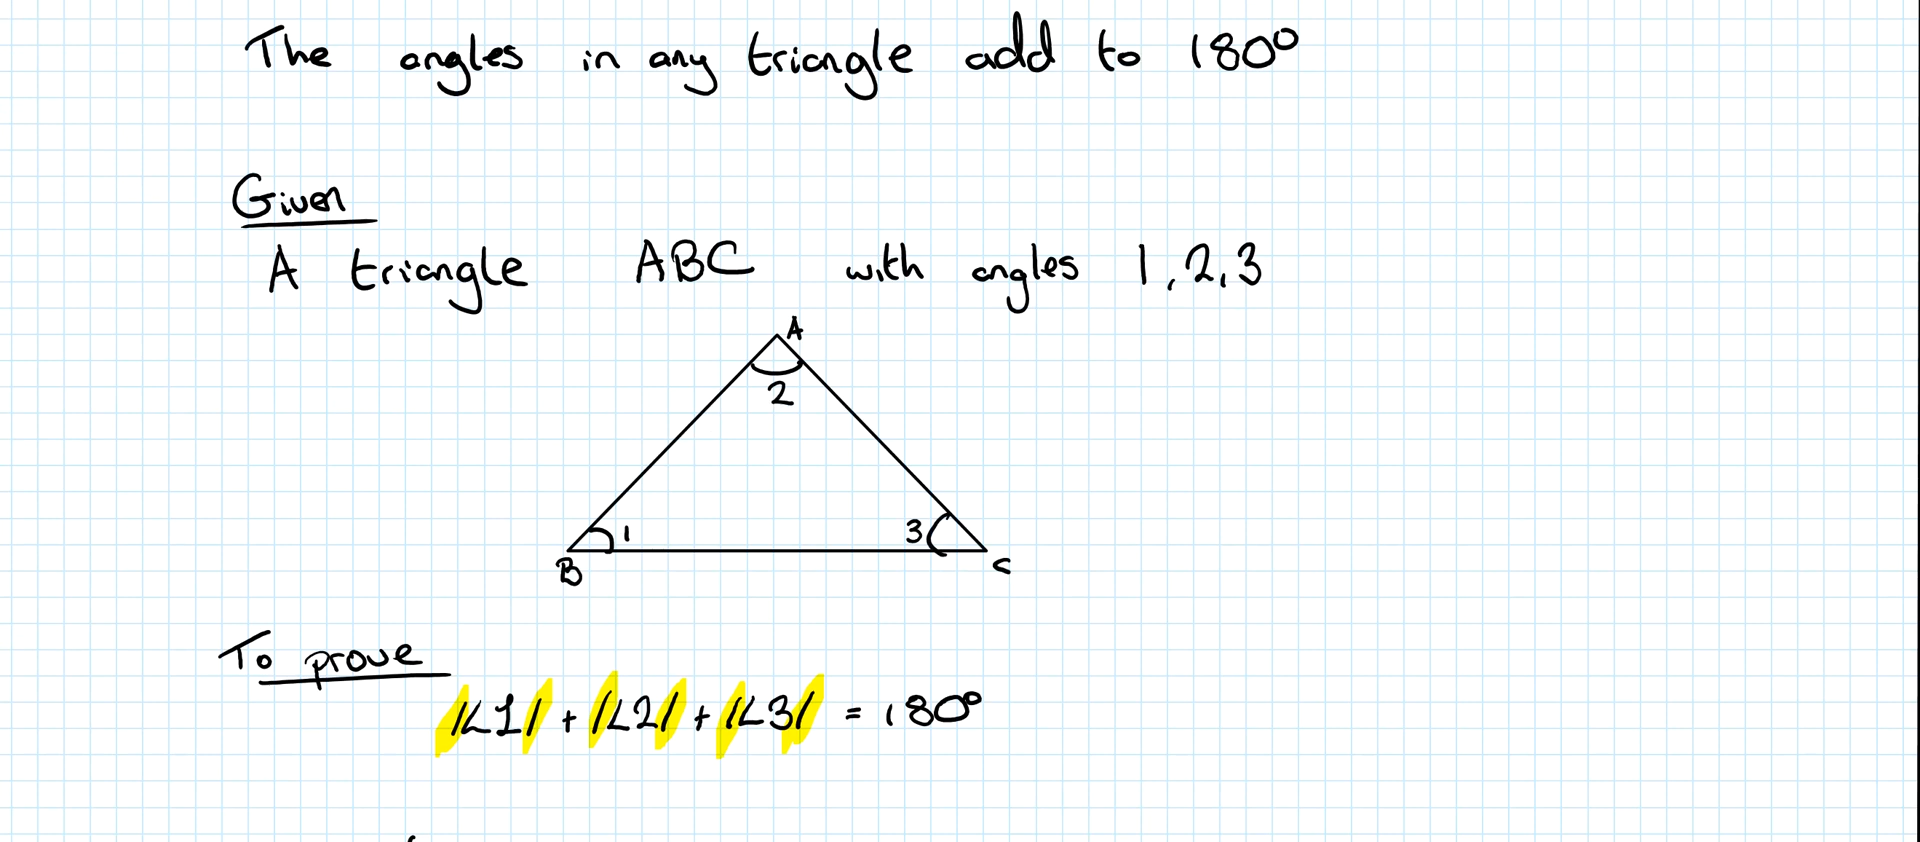 The angles in any triangle add to 180°
Given
A triangle ABC with angles 1, 2, 3
A
2
1
3
B
C
To prove
|∠1| + |∠2| + |∠3| = 180°